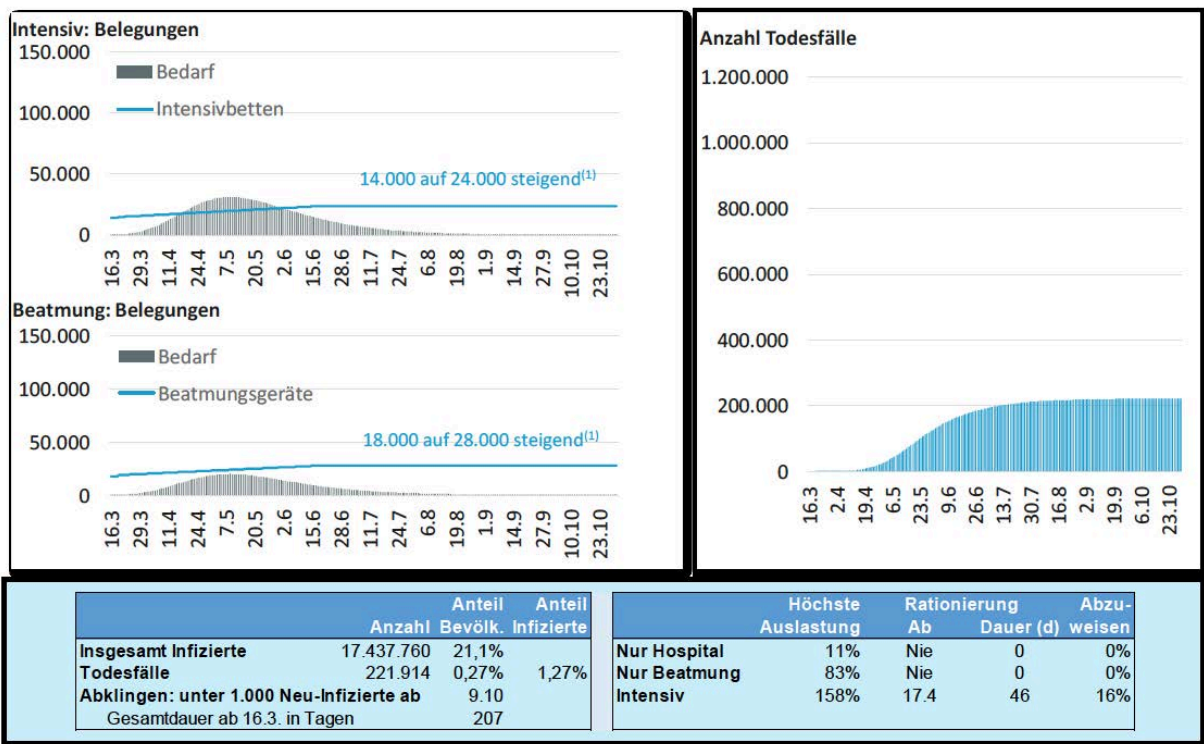 Intensiv: Belegungen
150.000
Bedarf
Intensivbetten
100.000
50.000
14.000 auf 24.000 steigend(1)
0
16.3 29.3 11.4 24.4 7.5 20.5 2.6 15.6 28.6 11.7 24.7 6.8 19.8 1.9 14.9 27.9 10.10 23.10
Beatmung: Belegungen
150.000
Bedarf
100.000
Beatmungsgeräte
50.000
18.000 auf 28.000 steigend(1)
0
16.3 29.3 11.4 24.4 7.5 20.5 2.6 15.6 28.6 11.7 24.7 6.8 19.8 1.9 14.9 27.9 10.10 23.10
Anzahl Todesfälle
1.200.000
1.000.000
800.000
600.000
400.000
200.000
0
16.3 2.4 19.4 6.5 23.5 9.6 26.6 13.7 30.7 16.8 2.9 19.9 6.10 23.10
Anteil Anteil
Anzahl Bevölk. Infizierte
Insgesamt Infizierte 17.437.760 21,1%
Todesfälle 221.914 0,27% 1,27%
Abklingen: unter 1.000 Neu-Infizierte ab 9.10
Gesamtdauer ab 16.3. in Tagen 207
Höchste Rationierung Abzu-
Auslastung Ab Dauer (d) weisen
Nur Hospital 11% Nie 0 0%
Nur Beatmung 83% Nie 0 0%
Intensiv 158% 17.4 46 16%